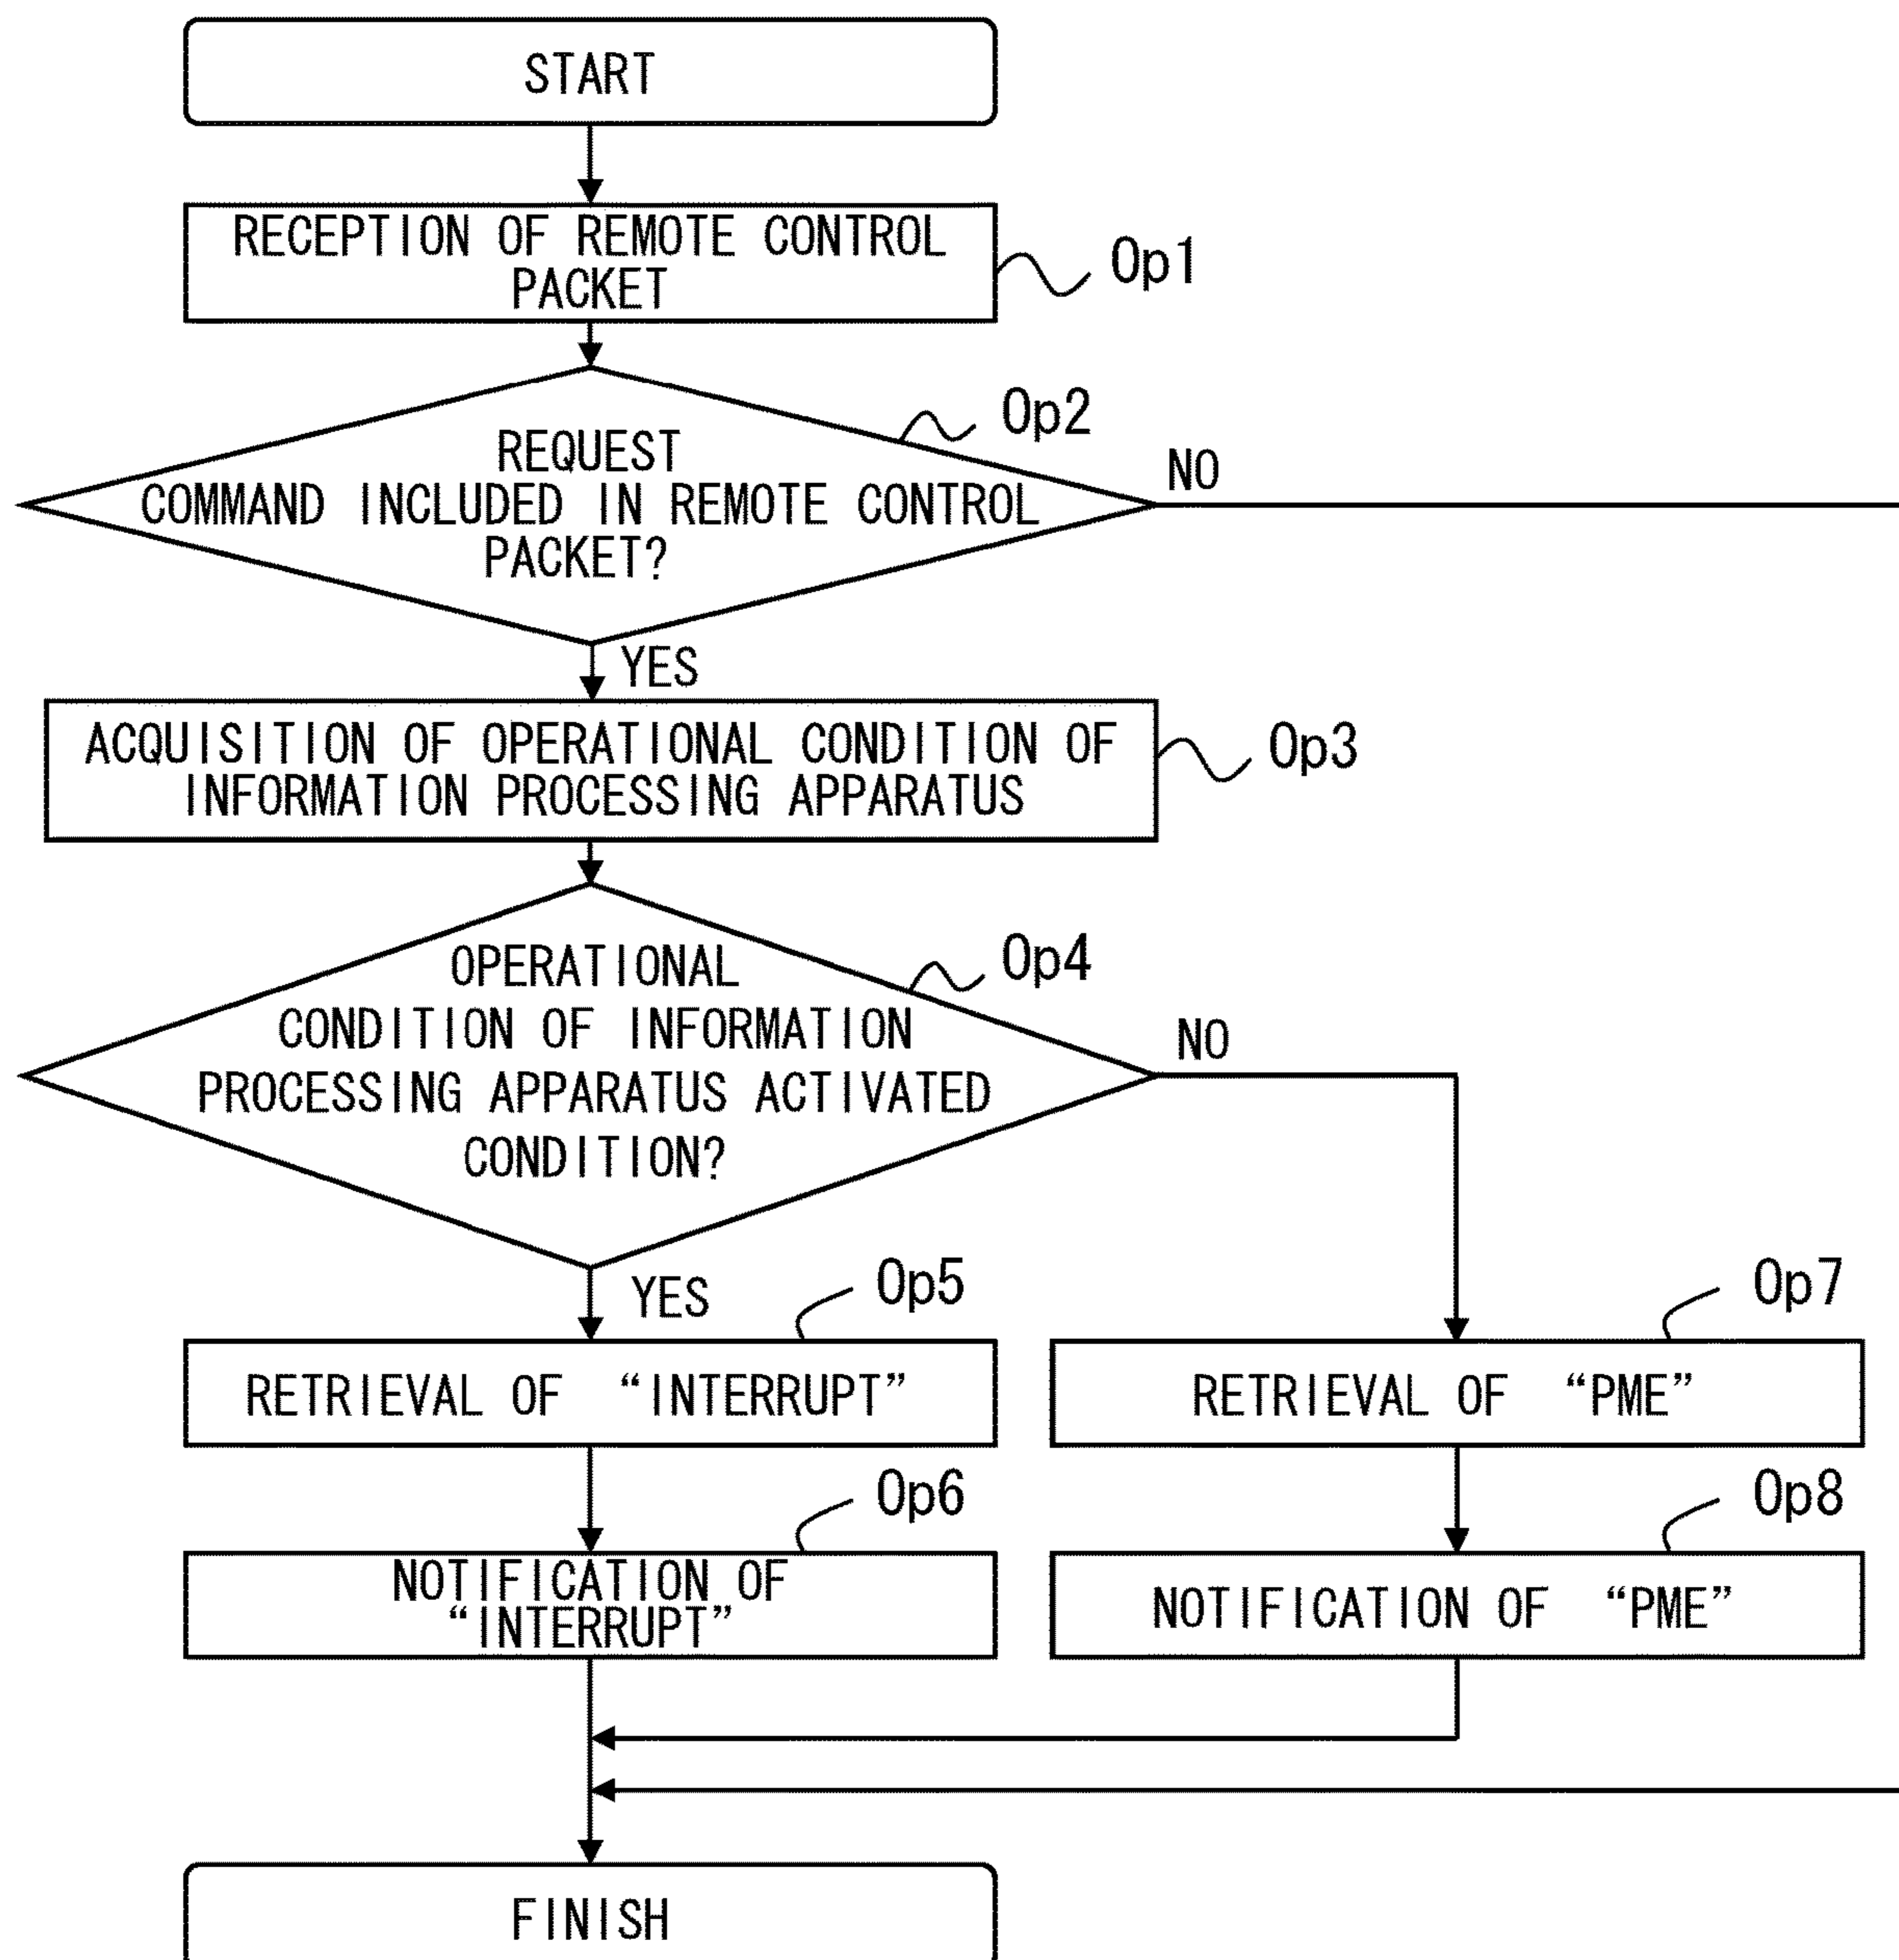 START
RECEPTION OF REMOTE CONTROL
PACKET
Op1
Op2
REQUEST
COMMAND INCLUDED IN REMOTE CONTROL
PACKET?
NO
YES
ACQUISITION OF OPERATIONAL CONDITION OF
INFORMATION PROCESSING APPARATUS
Op3
OPERATIONAL
CONDITION OF INFORMATION
PROCESSING APPARATUS ACTIVATED
CONDITION?
Op4
NO
YES
Op5
RETRIEVAL OF “INTERRUPT”
Op7
RETRIEVAL OF “PME”
Op6
NOTIFICATION OF
“INTERRUPT”
Op8
NOTIFICATION OF “PME”
FINISH